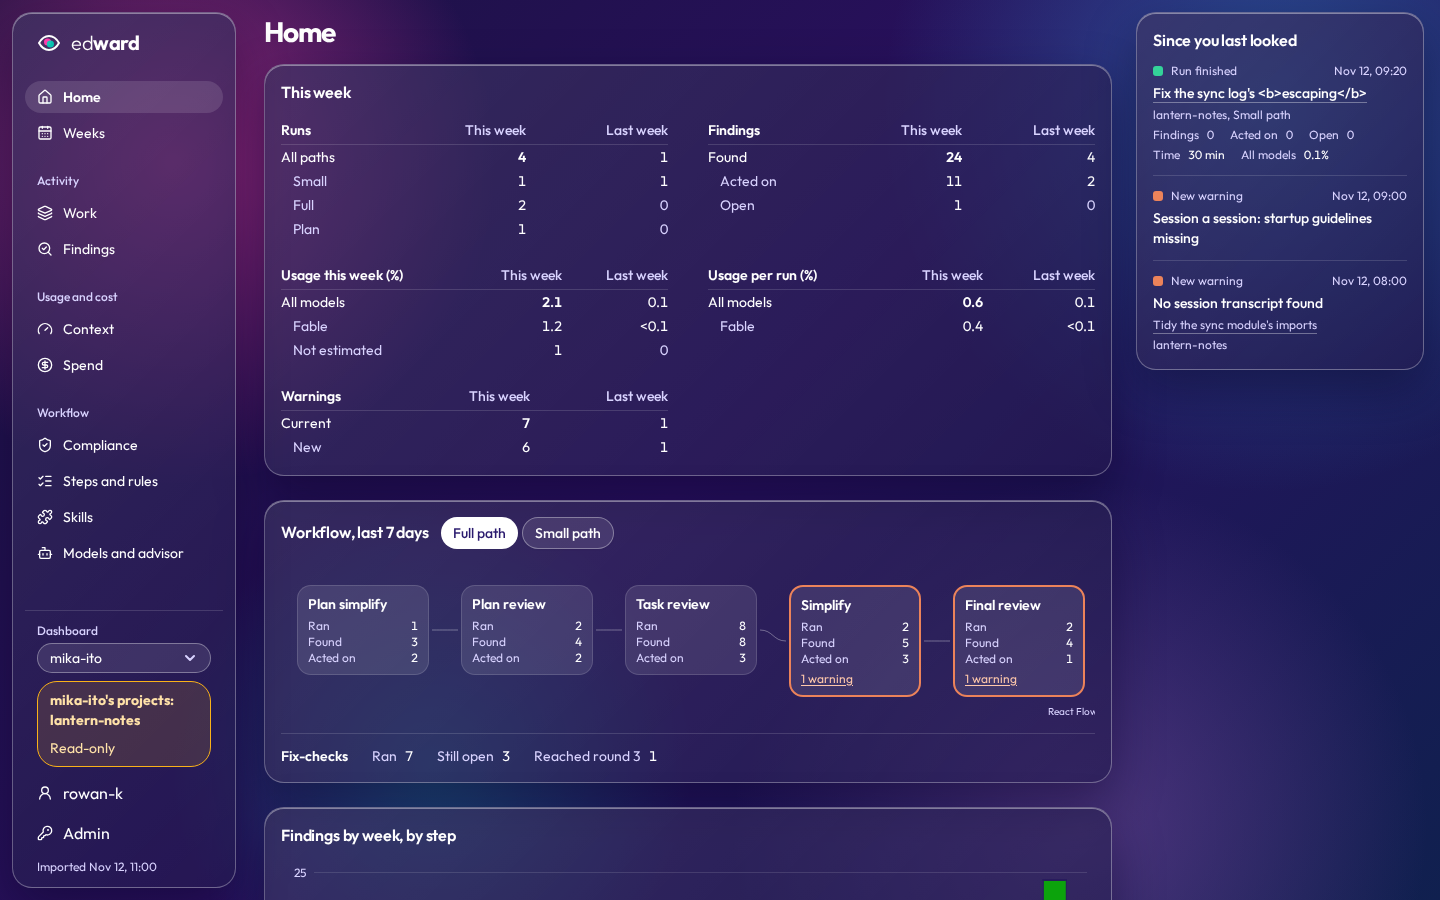 edward
Home
Weeks
Activity
Work
Findings
Usage and cost
Context
Spend
Workflow
Compliance
Steps and rules
Skills
Models and advisor
Dashboard
mika-ito
mika-ito's projects:
lantern-notes
Read-only
rowan-k
Admin
Imported Nov 12, 11:00
Home
This week
Runs This week Last week
All paths 4 1
Small 1 1
Full 2 0
Plan 1 0
Findings This week Last week
Found 24 4
Acted on 11 2
Open 1 0
Usage this week (%) This week Last week
All models 2.1 0.1
Fable 1.2 <0.1
Not estimated 1 0
Usage per run (%) This week Last week
All models 0.6 0.1
Fable 0.4 <0.1
Warnings This week Last week
Current 7 1
New 6 1
Workflow, last 7 days Full path Small path
Plan simplify
Ran 1
Found 3
Acted on 2
Plan review
Ran 2
Found 4
Acted on 2
Task review
Ran 8
Found 8
Acted on 3
Simplify
Ran 2
Found 5
Acted on 3
1 warning
Final review
Ran 2
Found 4
Acted on 1
1 warning
React Flow
Fix-checks Ran 7 Still open 3 Reached round 3 1
Findings by week, by step
25
Since you last looked
Run finished Nov 12, 09:20
Fix the sync log's <b>escaping</b>
lantern-notes, Small path
Findings 0 Acted on 0 Open 0
Time 30 min All models 0.1%
New warning Nov 12, 09:00
Session a session: startup guidelines
missing
New warning Nov 12, 08:00
No session transcript found
Tidy the sync module's imports
lantern-notes